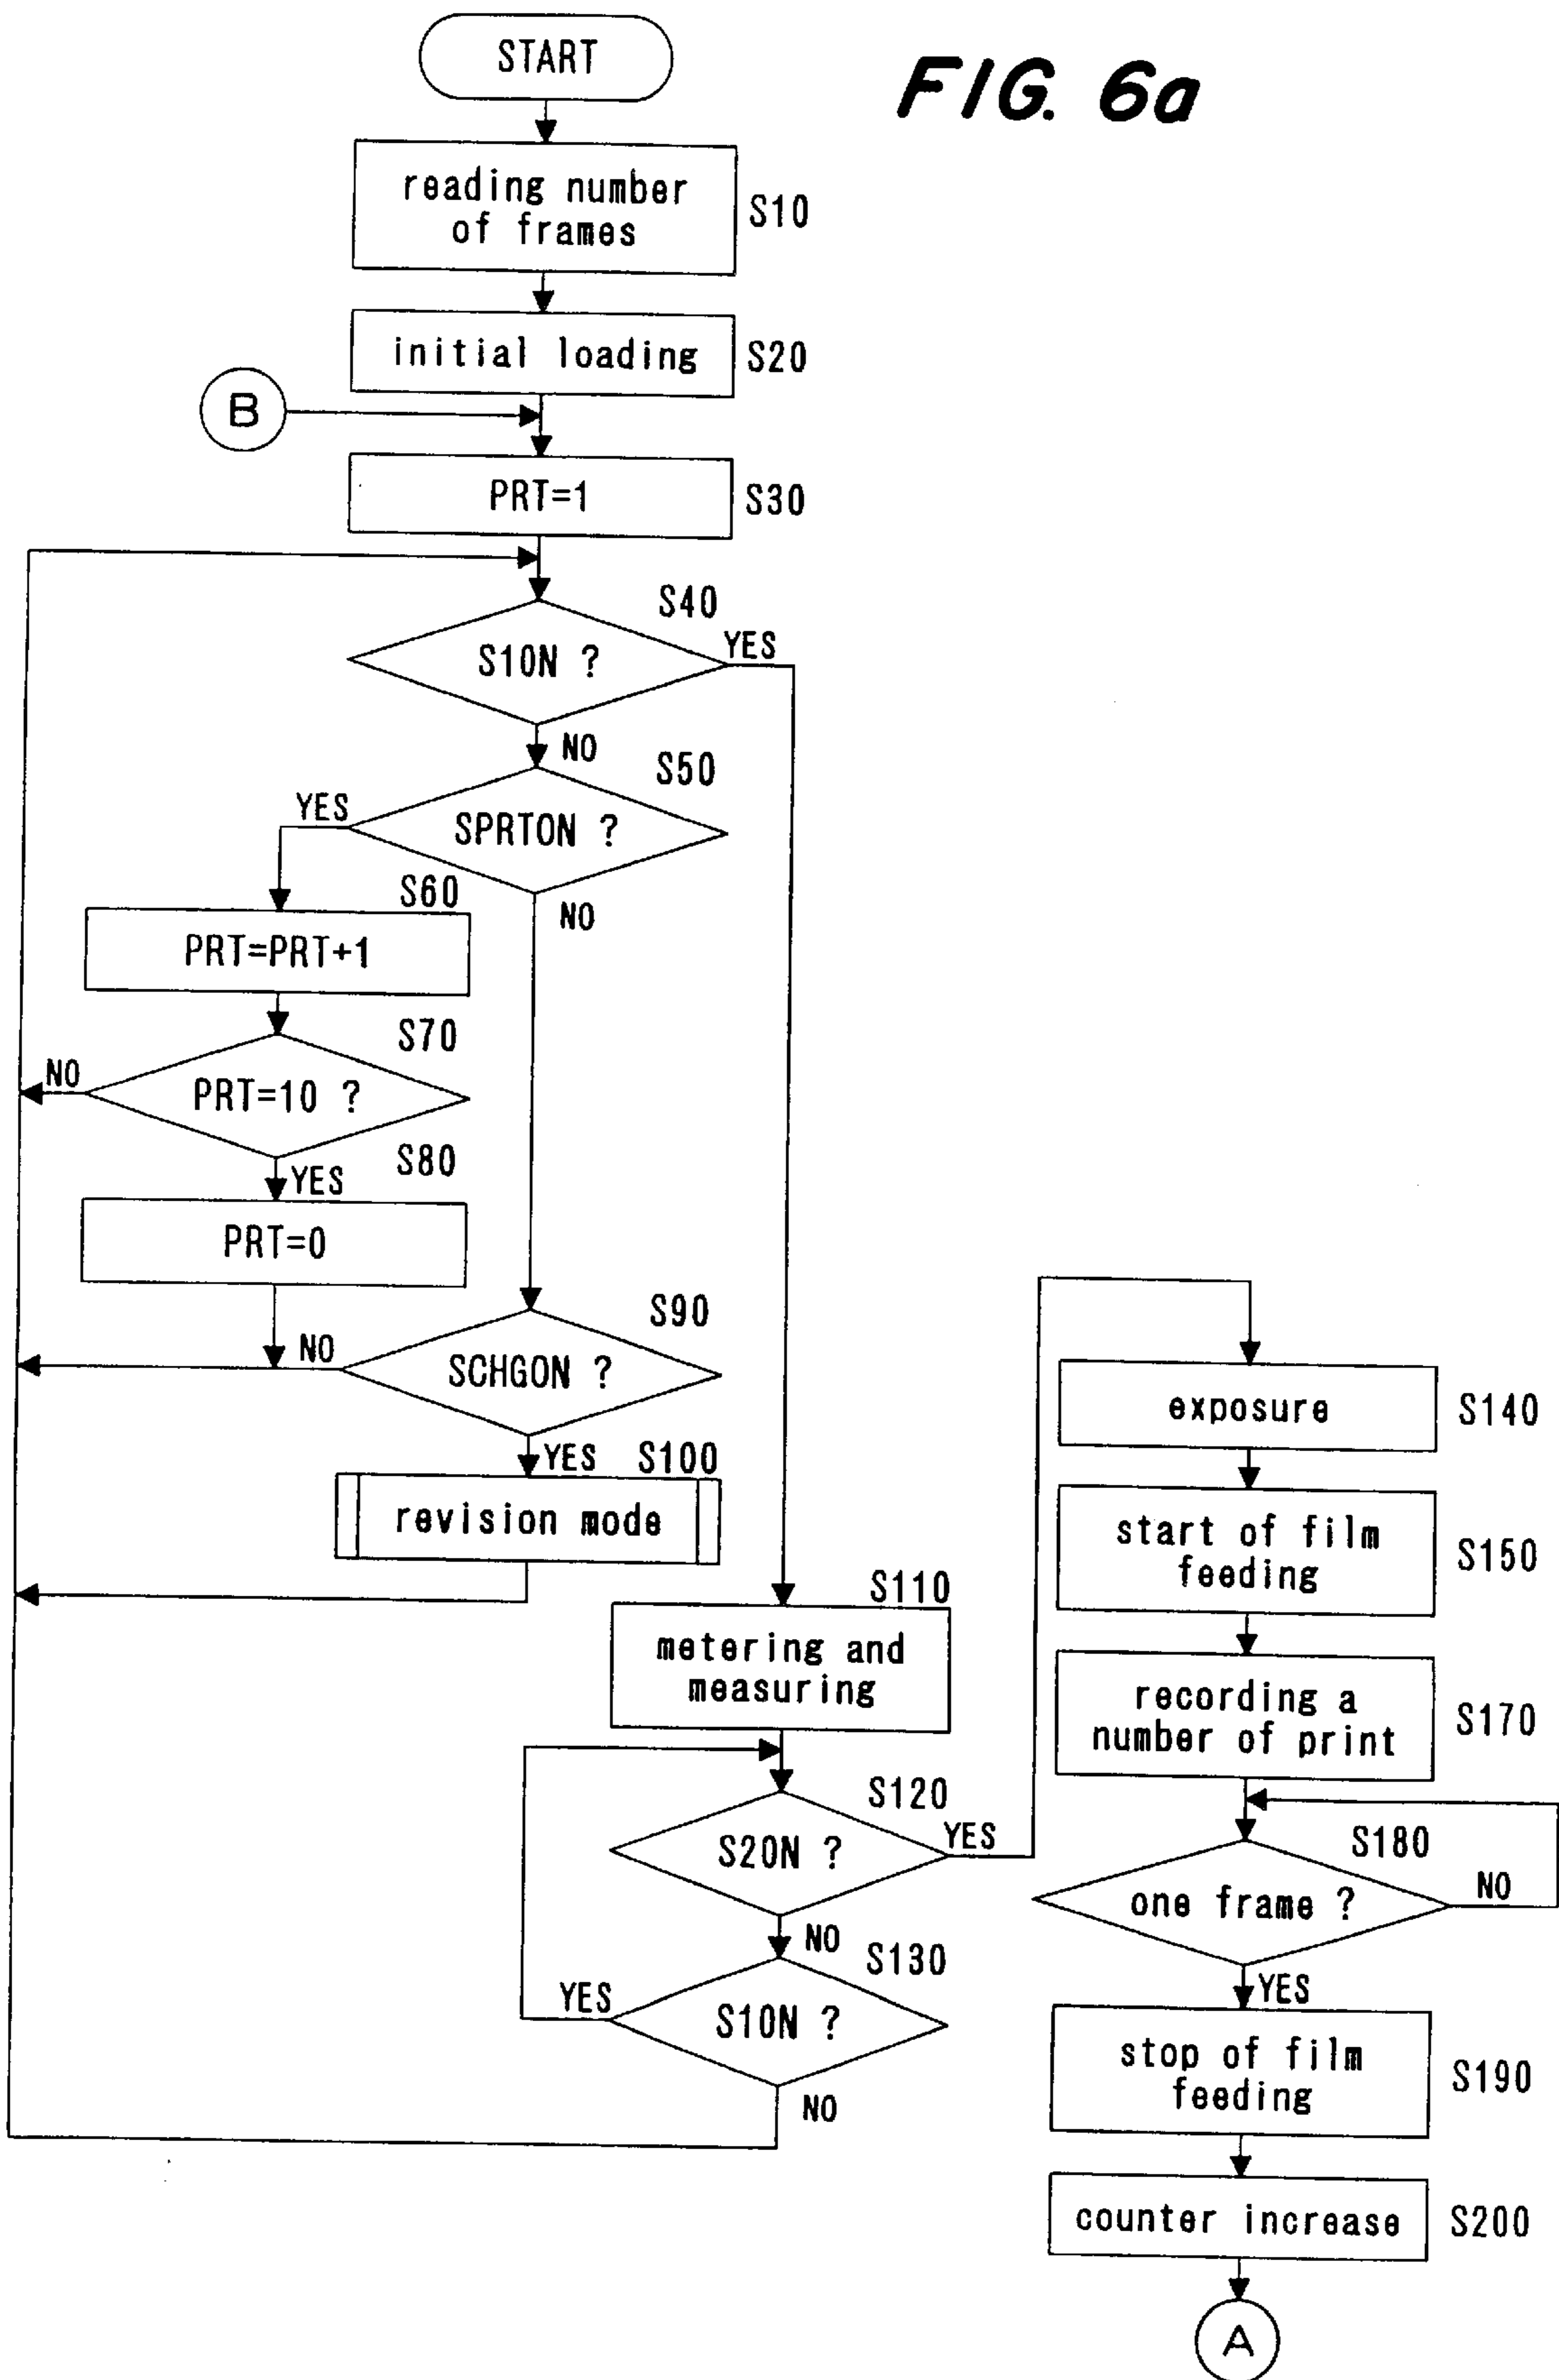 FIG. 6a
START
reading number
of frames
S10
initial loading
S20
B
PRT=1
S30
S40
S1ON ?
YES
NO
S50
SPRTON ?
YES
NO
S60
PRT=PRT+1
S70
PRT=10 ?
NO
YES
S80
PRT=0
S90
SCHGON ?
NO
YES
S100
revision mode
S110
metering and
measuring
S120
S2ON ?
YES
NO
S130
S1ON ?
YES
NO
exposure
S140
start of film
feeding
S150
recording a
number of print
S170
S180
one frame ?
NO
YES
stop of film
feeding
S190
counter increase
S200
A